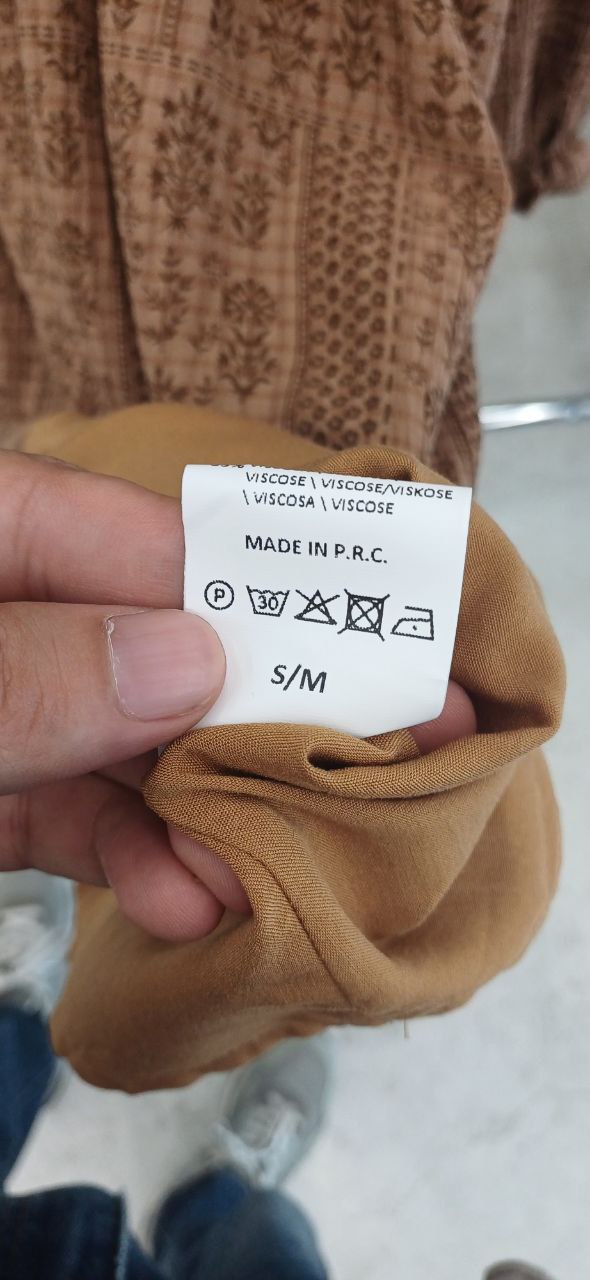 VISCOSE \ VISCOSE/VISKOSE
\ VISCOSA \ VISCOSE
MADE IN P.R.C.
P 30
S/M